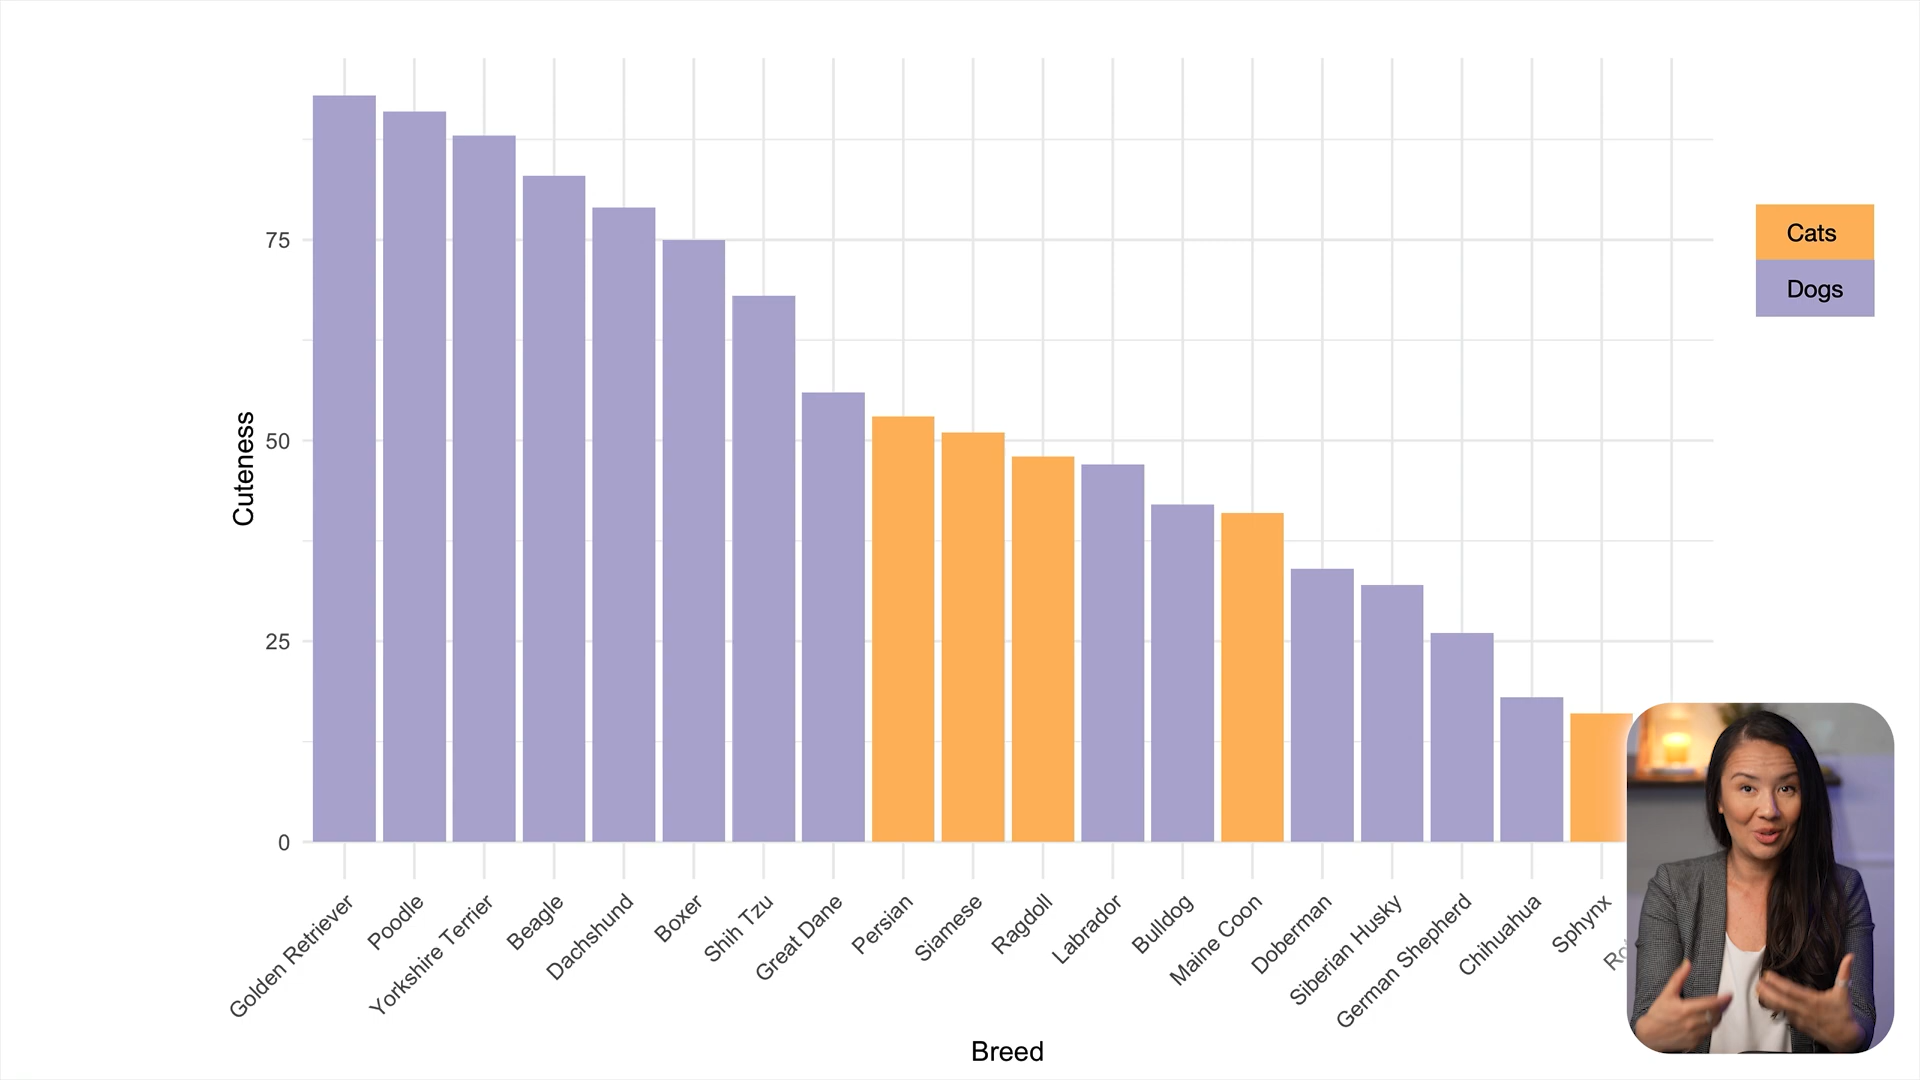 Cuteness
75
50
25
0
Golden Retriever
Poodle
Yorkshire Terrier
Beagle
Dachshund
Boxer
Shih Tzu
Great Dane
Persian
Siamese
Ragdoll
Labrador
Bulldog
Maine Coon
Doberman
Siberian Husky
German Shepherd
Chihuahua
Sphynx
Breed
Cats
Dogs